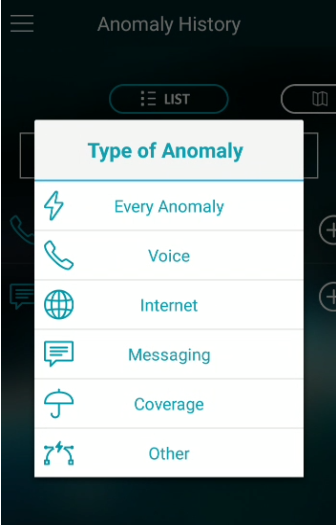 Anomaly History
LIST
Type of Anomaly
Every Anomaly
Voice
Internet
Messaging
Coverage
Other